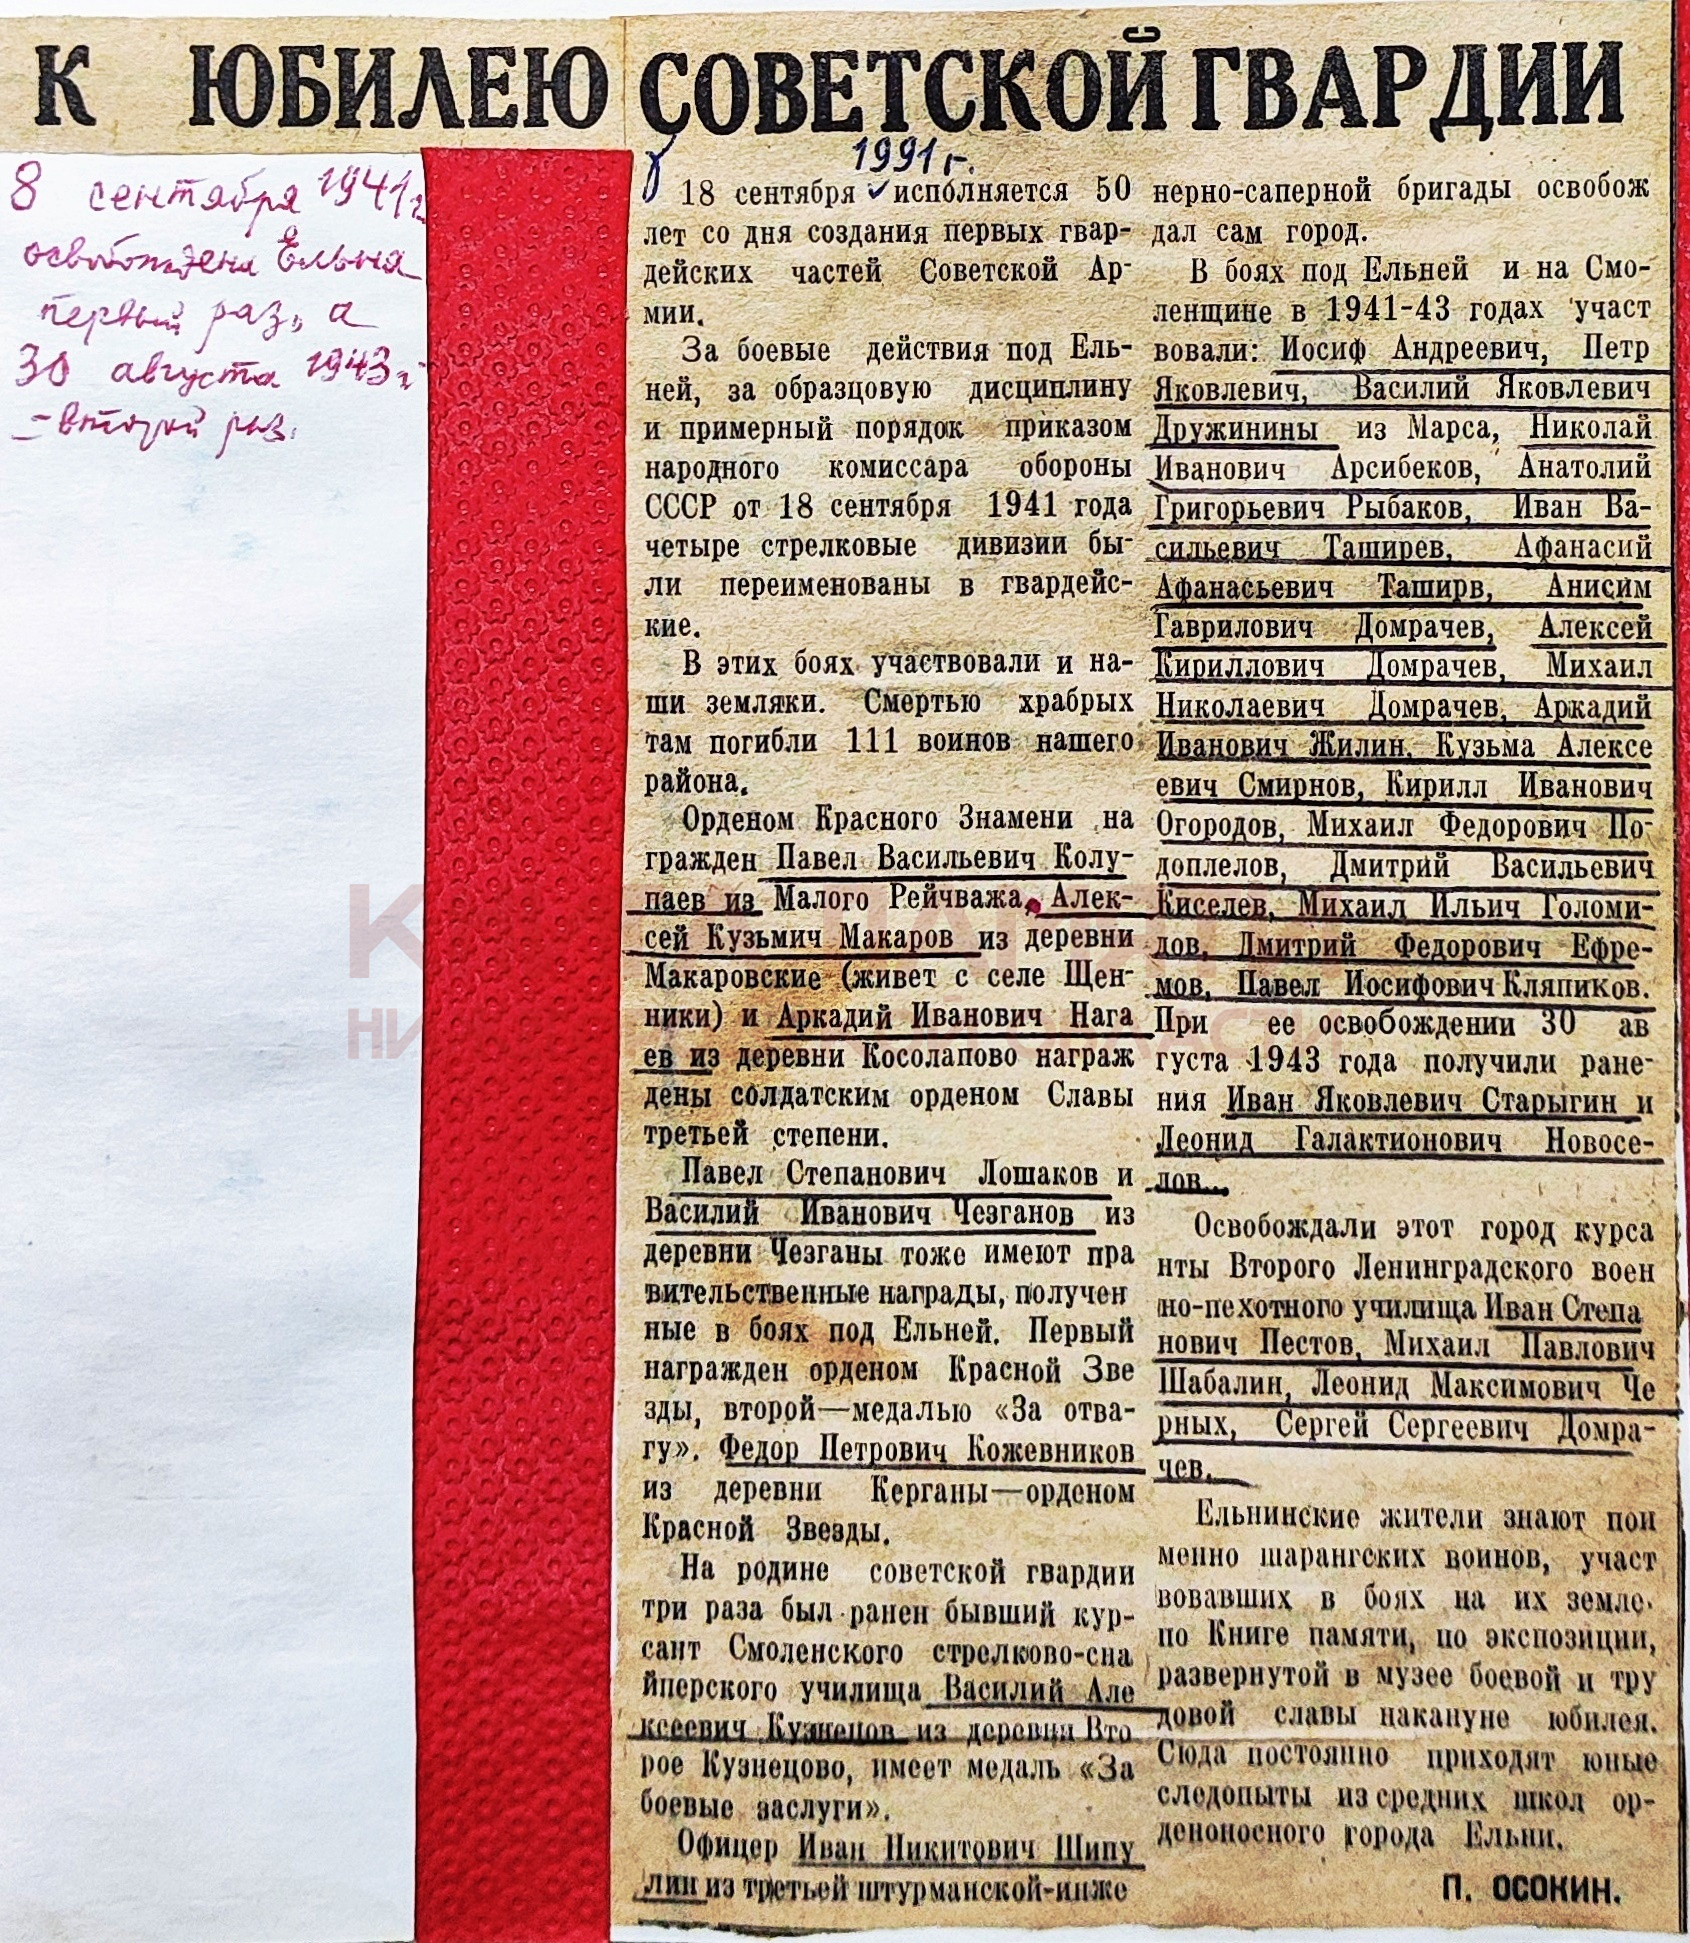 К ЮБИЛЕЮ СОВЕТСКОЙ ГВАРДИИ
8 сентября 1941 г.
освобождена Ельня
первый раз, а
30 августа 1943 г.
– второй раз.
1991 г.
18 сентября исполняется 50
лет со дня создания первых гвар-
дейских частей Советской Ар-
мии.
За боевые действия под Ель-
ней, за образцовую дисциплину
и примерный порядок приказом
народного комиссара обороны
СССР от 18 сентября 1941 года
четыре стрелковые дивизии бы-
ли переименованы в гвардейс-
кие.
В этих боях участвовали и на-
ши земляки. Смертью храбрых
там погибли 111 воинов нашего
района.
Орденом Красного Знамени на
гражден Павел Васильевич Колу-
паев из Малого Рейчважа, Алек-
сей Кузьмич Макаров из деревни
Макаровские (живет с селе Щен-
ники) и Аркадий Иванович Нага
ев из деревни Косолапово награж
дены солдатским орденом Славы
третьей степени.
Павел Степанович Лошаков и
Василий Иванович Чезганов из
деревни Чезганы тоже имеют пра
вительственные награды, получен
ные в боях под Ельней. Первый
награжден орденом Красной Зве
зды, второй—медалью «За отва-
гу». Федор Петрович Кожевников
из деревни Керганы—орденом
Красной Звезды.
На родине советской гвардии
три раза был ранен бывший кур-
сант Смоленского стрелково-сна
йперского училища Василий Але
ксеевич Кузнецов из деревни Вто
рое Кузнецово, имеет медаль «За
боевые заслуги».
Офицер Иван Никитович Шипу
лин из третьей штурманской-инже
нерно-саперной бригады освобож
дал сам город.
В боях под Ельней и на Смо-
ленщине в 1941-43 годах участ
вовали: Иосиф Андреевич, Петр
Яковлевич, Василий Яковлевич
Дружинины из Марса, Николай
Иванович Арсибеков, Анатолий
Григорьевич Рыбаков, Иван Ва-
сильевич Таширев, Афанасий
Афанасьевич Таширв, Анисим
Гаврилович Домрачев, Алексей
Кириллович Домрачев, Михаил
Николаевич Домрачев, Аркадий
Иванович Жилин, Кузьма Алексе
евич Смирнов, Кирилл Иванович
Огородов, Михаил Федорович По-
доплелов, Дмитрий Васильевич
Киселев, Михаил Ильич Голоми-
дов, Дмитрий Федорович Ефре-
мов, Павел Иосифович Кляпиков.
При ее освобождении 30 ав
густа 1943 года получили ране-
ния Иван Яковлевич Старыгин и
Леонид Галактионович Новосе-
лов...
Освобождали этот город курса
нты Второго Ленинградского воен
но-пехотного училища Иван Степа
нович Пестов, Михаил Павлович
Шабалин, Леонид Максимович Че
рных, Сергей Сергеевич Домра-
чев.
Ельнинские жители знают пои
менно шарангских воинов, участ
вовавших в боях на их земле.
по Книге памяти, по экспозиции,
развернутой в музее боевой и тру
довой славы накануне юбилея.
Сюда постоянно приходят юные
следопыты из средних школ ор-
деноносного города Ельни.
П. ОСОКИН.